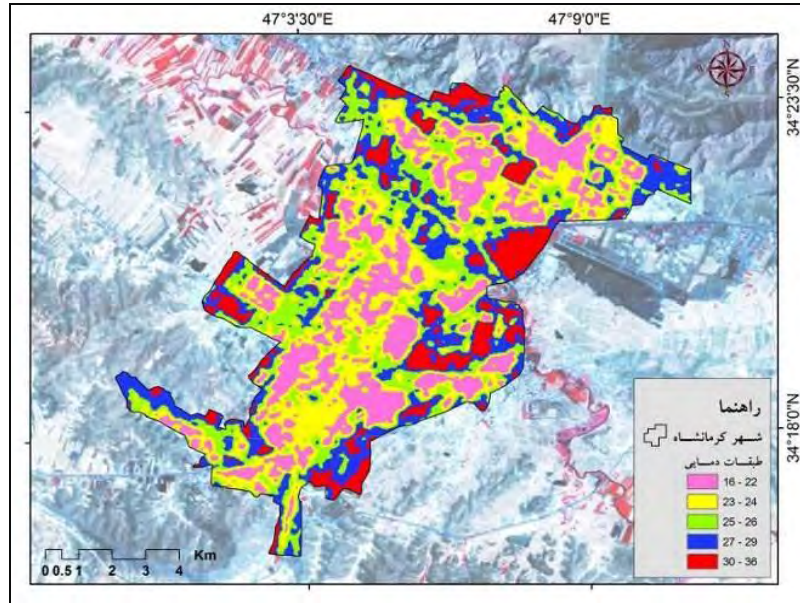 47°3'30"E
47°9'0"E
34°23'30"N
34°18'0"N
N
راهنما
شهر کرمانشاه
طبقات دمایی
16 - 22
23 - 24
25 - 26
27 - 29
30 - 36
Km
0 0.5 1 2 3 4